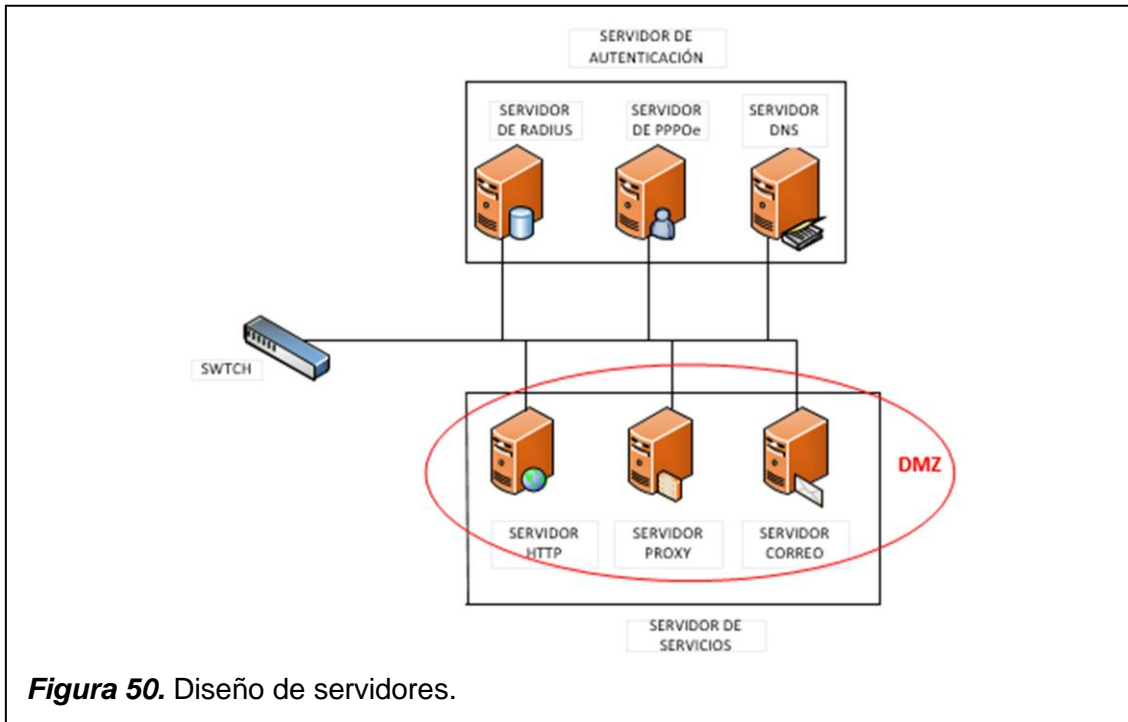 SERVIDOR DE
AUTENTICACIÓN
SERVIDOR
DE RADIUS
SERVIDOR
DE PPPOe
SERVIDOR
DNS
SWTCH
DMZ
SERVIDOR
HTTP
SERVIDOR
PROXY
SERVIDOR
CORREO
SERVIDOR DE
SERVICIOS
Figura 50. Diseño de servidores.